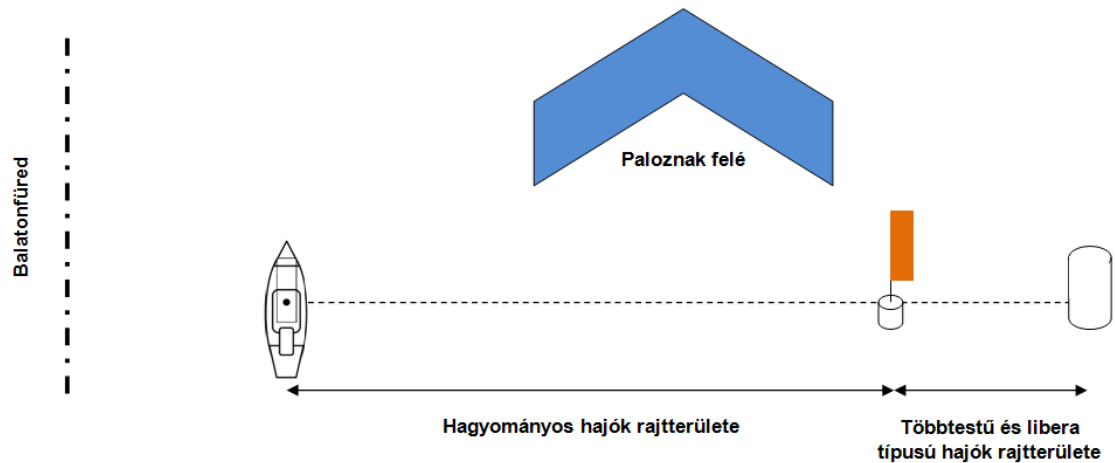 Balatonfüred
Paloznak felé
Hagyományos hajók rajtterülete
Többtestű és libera
típusú hajók rajtterülete